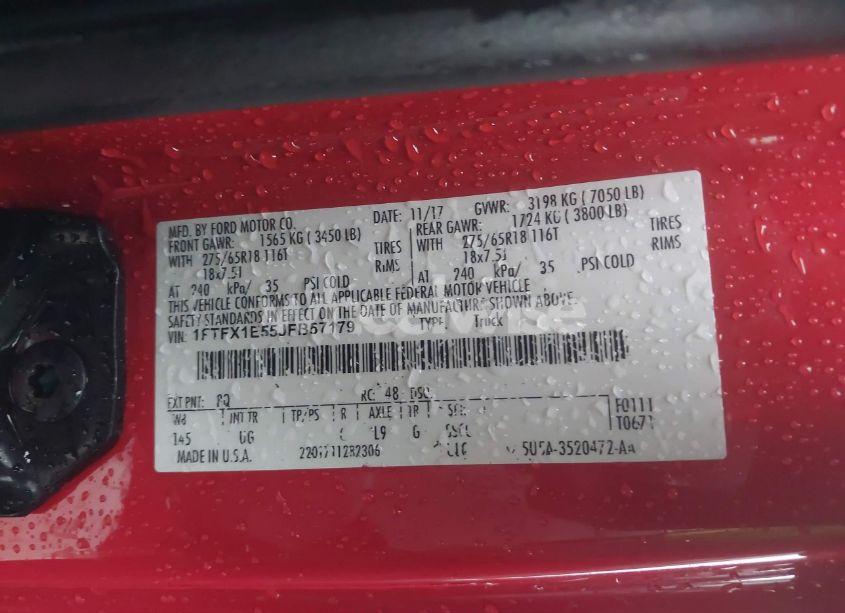 MFD. BY FORD MOTOR CO. DATE: 11/17 GVWR: 3198 KG ( 7050 LB)
FRONT GAWR: 1565 KG ( 3450 LB) REAR GAWR: 1724 KG ( 3800 LB)
WITH 275/65R18 116T TIRES WITH 275/65R18 116T TIRES
18x7.5J RIMS 18x7.5J RIMS
AT 240 kPa/ 35 PSI COLD AT 240 kPa/ 35 PSI COLD
THIS VEHICLE CONFORMS TO ALL APPLICABLE FEDERAL MOTOR VEHICLE
SAFETY STANDARDS IN EFFECT ON THE DATE OF MANUFACTURE SHOWN ABOVE.
VIN: 1FTFX1E55JFB57179 TYPE: Truck
EXT PNT: PQ RC: 48 DSO:
WB INT TR TP/PS R AXLE TR F0111
145 UG L9 G T0671
MADE IN U.S.A. 5U5A-3520472-AA